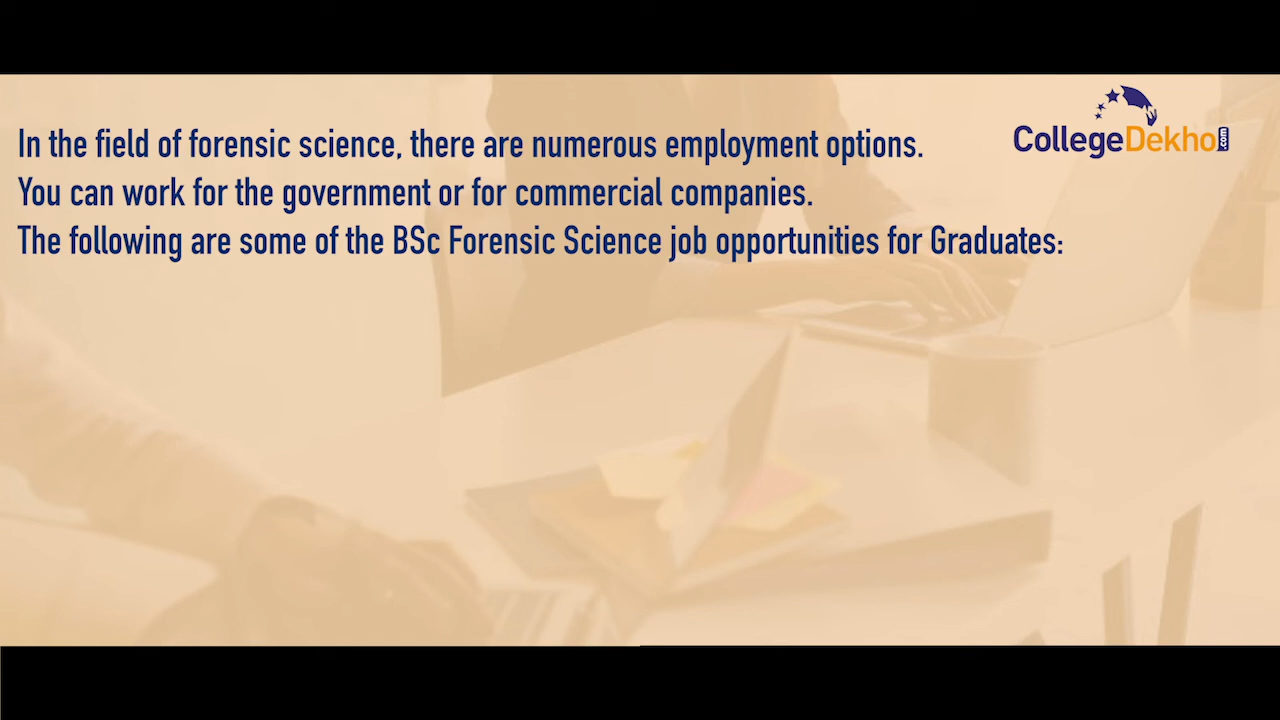 In the field of forensic science, there are numerous employment options.
You can work for the government or for commercial companies.
The following are some of the BSc Forensic Science job opportunities for Graduates:
CollegeDekho.com